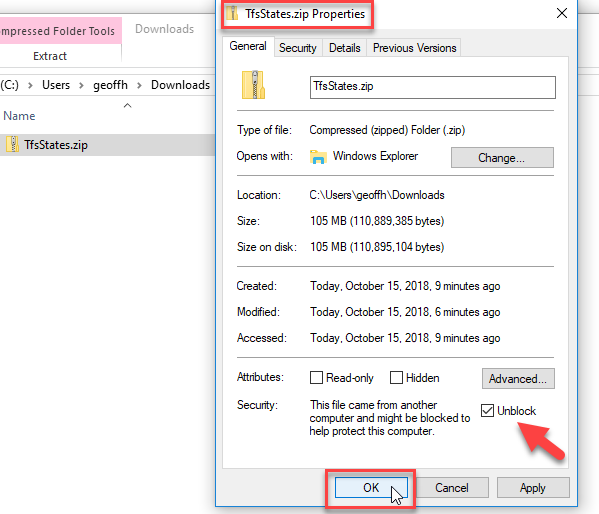 ompressed Folder Tools
Downloads
Extract
(C:) Users geoffh Downloads
Name
TfsStates.zip
TfsStates.zip Properties
General Security Details Previous Versions
TfsStates.zip
Type of file: Compressed (zipped) Folder (.zip)
Opens with: Windows Explorer Change...
Location: C:\Users\geoffh\Downloads
Size: 105 MB (110,889,385 bytes)
Size on disk: 105 MB (110,895,104 bytes)
Created: Today, October 15, 2018, 9 minutes ago
Modified: Today, October 15, 2018, 6 minutes ago
Accessed: Today, October 15, 2018, 9 minutes ago
Attributes: Read-only Hidden Advanced...
Security: This file came from another
computer and might be blocked to
help protect this computer.
Unblock
OK Cancel Apply